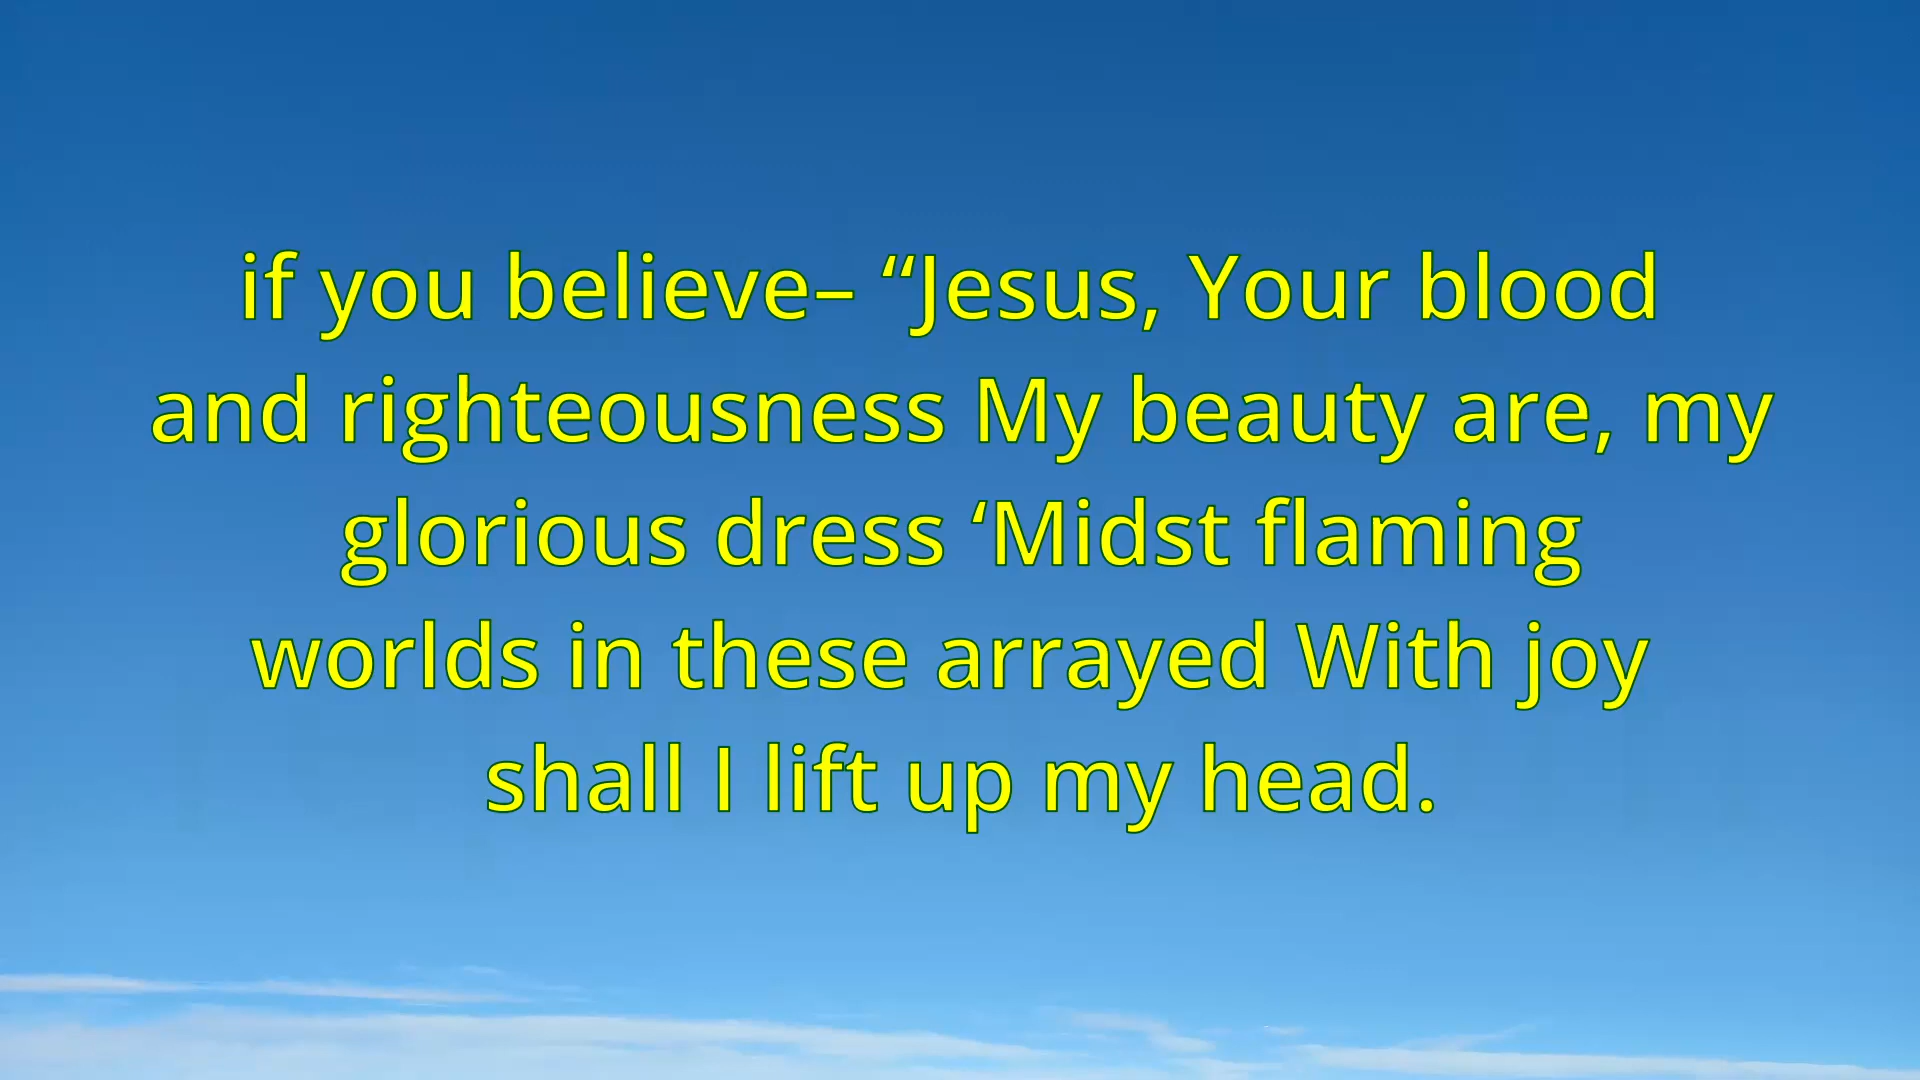 if you believe– “Jesus, Your blood
and righteousness My beauty are, my
glorious dress ‘Midst flaming
worlds in these arrayed With joy
shall I lift up my head.